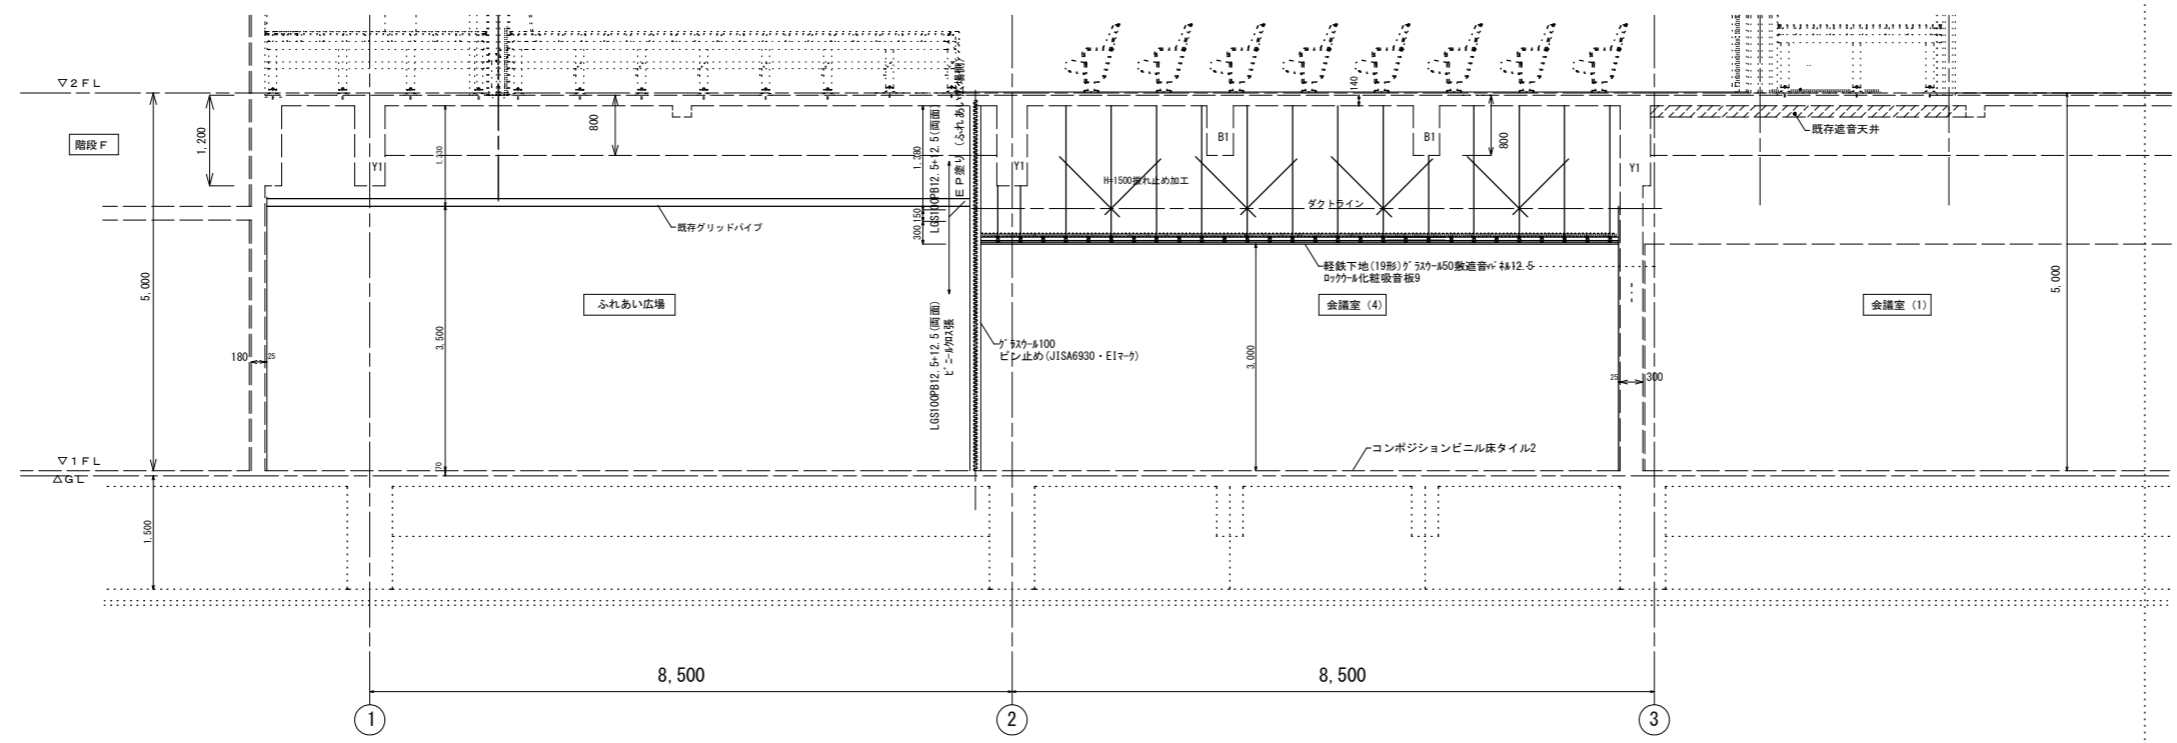 ▽2FL
階段F
1,200
Y1
1,330
800
既存グリッドパイプ
5,000
ふれあい広場
3,500
180
25
70
▽1FL
△GL
1,500
LGS100PB12.5+12.5(両面)
EP塗り(ふれあい広場側)
1,380
150
300
LGS100PB12.5+12.5(両面)
ビニールクロス張
グラスウール100
ピン止め(JISA6930・EIマーク)
Y1
140
B1
B1
800
H=1500振れ止め加工
ダクトライン
軽鉄下地(19形)グラスウール50敷遮音パネル12.5
ロックウール化粧吸音板9
会議室(4)
3,000
25
300
コンポジションビニル床タイル2
Y1
既存遮音天井
会議室(1)
5,000
8,500
8,500
1
2
3